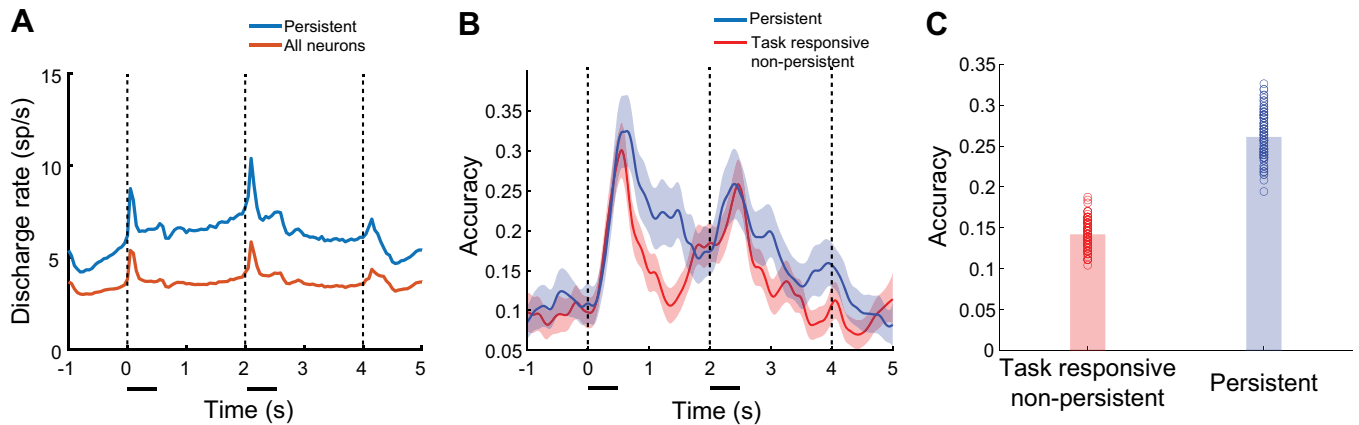 A
Persistent
All neurons
Discharge rate (sp/s)
15
10
5
0
-1 0 1 2 3 4 5
Time (s)
B
Persistent
Task responsive
non-persistent
Accuracy
0.35
0.3
0.25
0.2
0.15
0.1
0.05
-1 0 1 2 3 4 5
Time (s)
C
Accuracy
0.35
0.3
0.25
0.2
0.15
0.1
0.05
0
Task responsive
non-persistent
Persistent